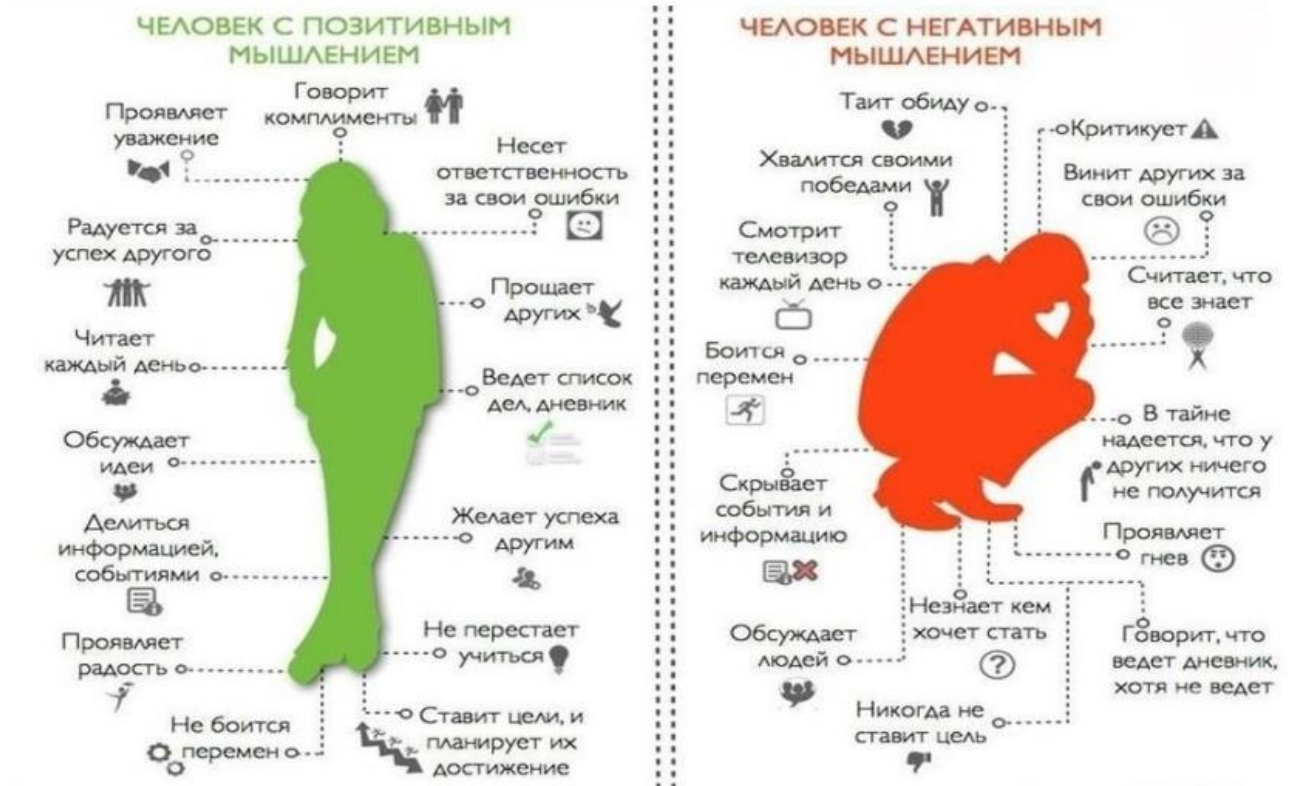 ЧЕЛОВЕК С ПОЗИТИВНЫМ
МЫШЛЕНИЕМ
Говорит
комплименты
Проявляет
уважение
Несет
ответственность
за свои ошибки
Радуется за
успех другого
Прощает
других
Читает
каждый день
Ведет список
дел, дневник
Обсуждает
идеи
Делиться
информацией,
событиями
Желает успеха
другим
Проявляет
радость
Не перестает
учиться
Не боится
перемен
Ставит цели, и
планирует их
достижение
ЧЕЛОВЕК С НЕГАТИВНЫМ
МЫШЛЕНИЕМ
Таит обиду
Критикует
Хвалится своими
победами
Винит других за
свои ошибки
Смотрит
телевизор
каждый день
Считает, что
все знает
Боится
перемен
В тайне
надеется, что у
других ничего
не получится
Скрывает
события и
информацию
Проявляет
гнев
Незнает кем
хочет стать
Обсуждает
людей
Говорит, что
ведет дневник,
хотя не ведет
Никогда не
ставит цель